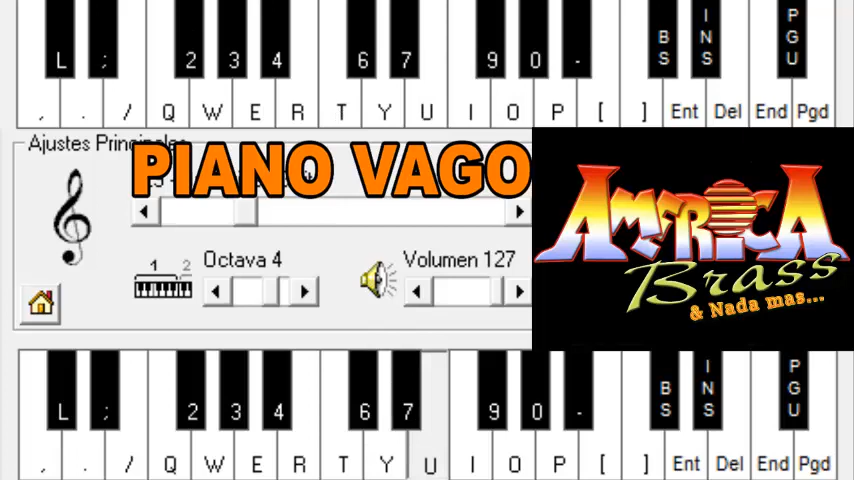 L ; 2 3 4 6 7 9 0 - BS INS PGU
, . / Q W E R T Y U I O P [ ] Ent Del End Pgd
Ajustes Principales
PIANO VAGO
1 2
Octava 4
Volumen 127
AMERICA
Brass
& Nada mas...
L ; 2 3 4 6 7 9 0 - BS INS PGU
, . / Q W E R T Y U I O P [ ] Ent Del End Pgd